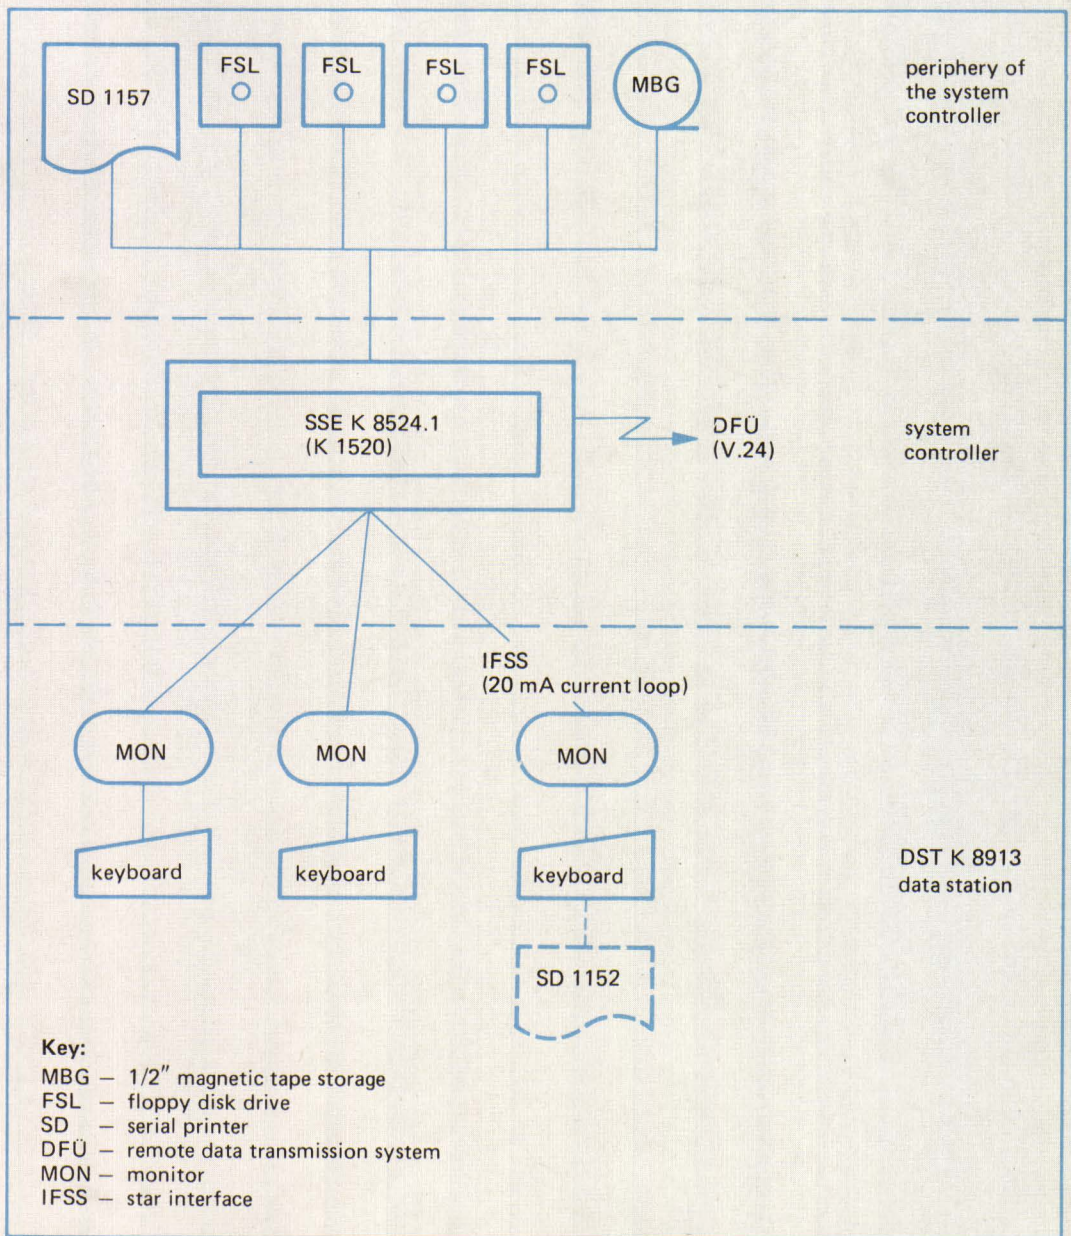 SD 1157
FSL
FSL
FSL
FSL
MBG
periphery of
the system
controller
SSE K 8524.1
(K 1520)
DFÜ
(V.24)
system
controller
IFSS
(20 mA current loop)
MON
MON
MON
keyboard
keyboard
keyboard
DST K 8913
data station
SD 1152
Key:
MBG – 1/2" magnetic tape storage
FSL – floppy disk drive
SD – serial printer
DFÜ – remote data transmission system
MON – monitor
IFSS – star interface